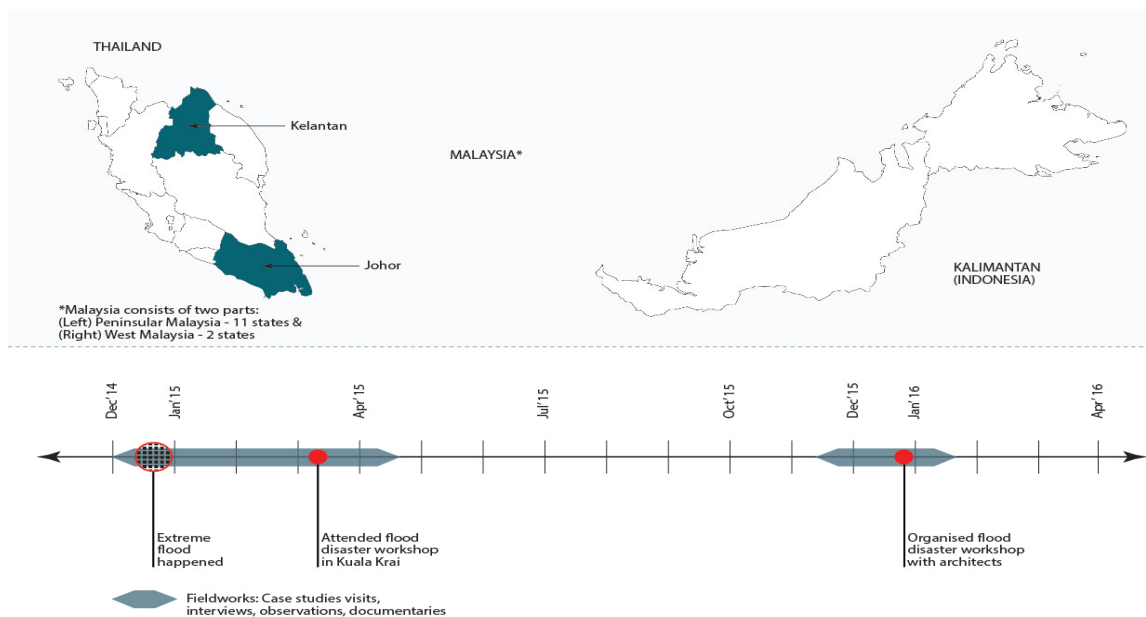 THAILAND
Kelantan
MALAYSIA*
Johor
KALIMANTAN
(INDONESIA)
*Malaysia consists of two parts:
(Left) Peninsular Malaysia - 11 states &
(Right) West Malaysia - 2 states
Dec'14
Jan'15
Apr'15
Jul'15
Oct'15
Dec'15
Jan'16
Apr'16
Extreme
flood
happened
Attended flood
disaster workshop
in Kuala Krai
Organised flood
disaster workshop
with architects
Fieldworks: Case studies visits,
interviews, observations, documentaries